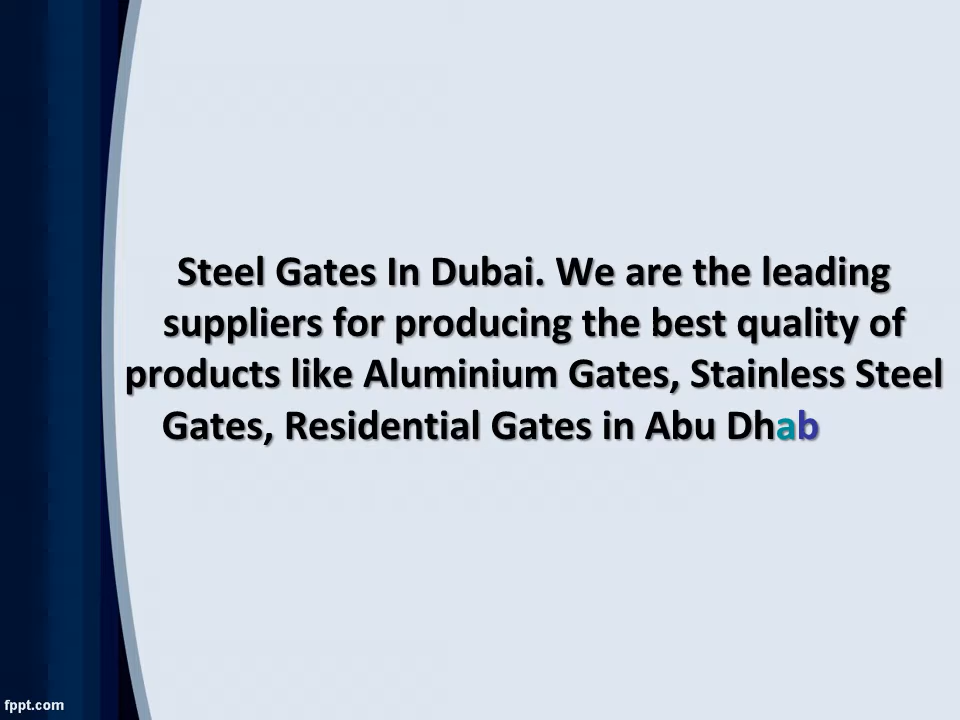 Steel Gates In Dubai. We are the leading
suppliers for producing the best quality of
products like Aluminium Gates, Stainless Steel
Gates, Residential Gates in Abu Dhab
fppt.com